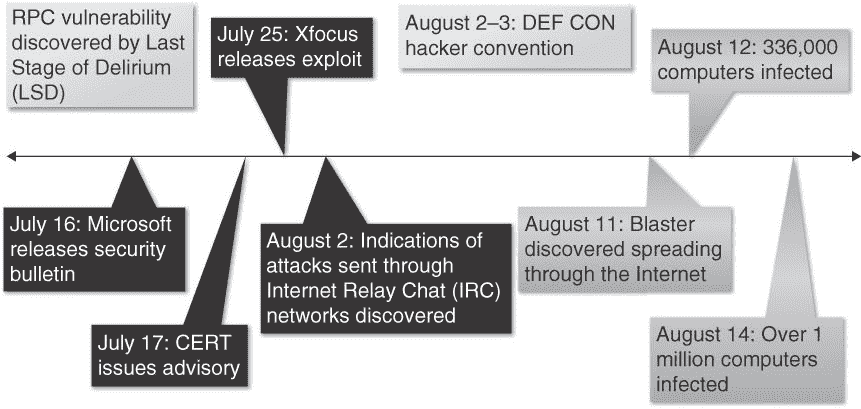 RPC vulnerability
discovered by Last
Stage of Delirium
(LSD)
July 25: Xfocus
releases exploit
August 2–3: DEF CON
hacker convention
August 12: 336,000
computers infected
July 16: Microsoft
releases security
bulletin
July 17: CERT
issues advisory
August 2: Indications of
attacks sent through
Internet Relay Chat (IRC)
networks discovered
August 11: Blaster
discovered spreading
through the Internet
August 14: Over 1
million computers
infected